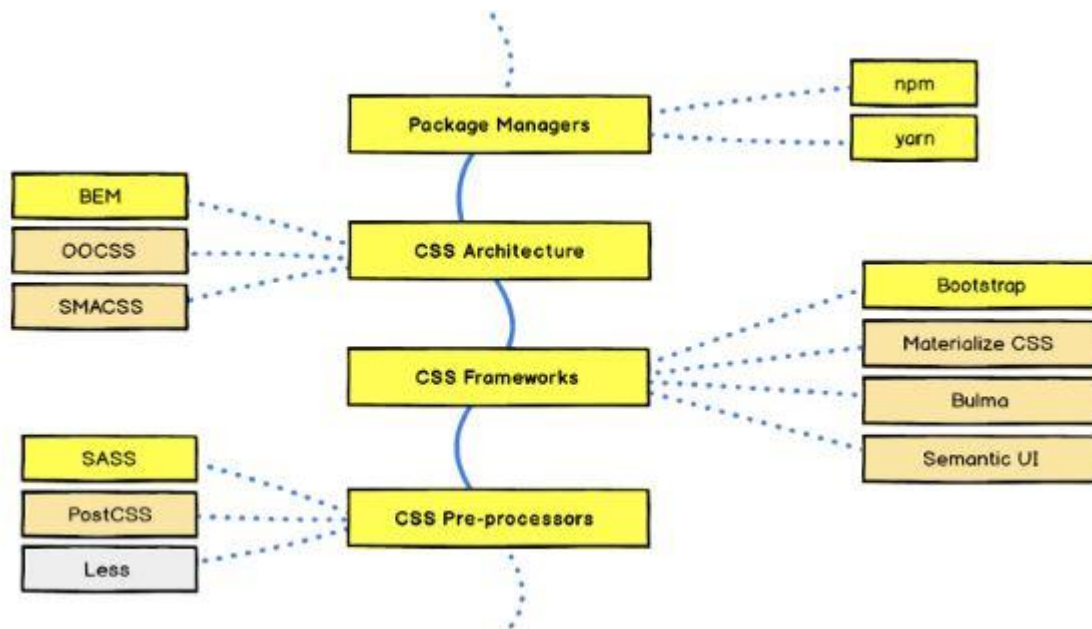 npm
Package Managers
yarn
BEM
OOCSS
CSS Architecture
SMACSS
Bootstrap
Materialize CSS
CSS Frameworks
Bulma
SASS
Semantic UI
PostCSS
CSS Pre-processors
Less